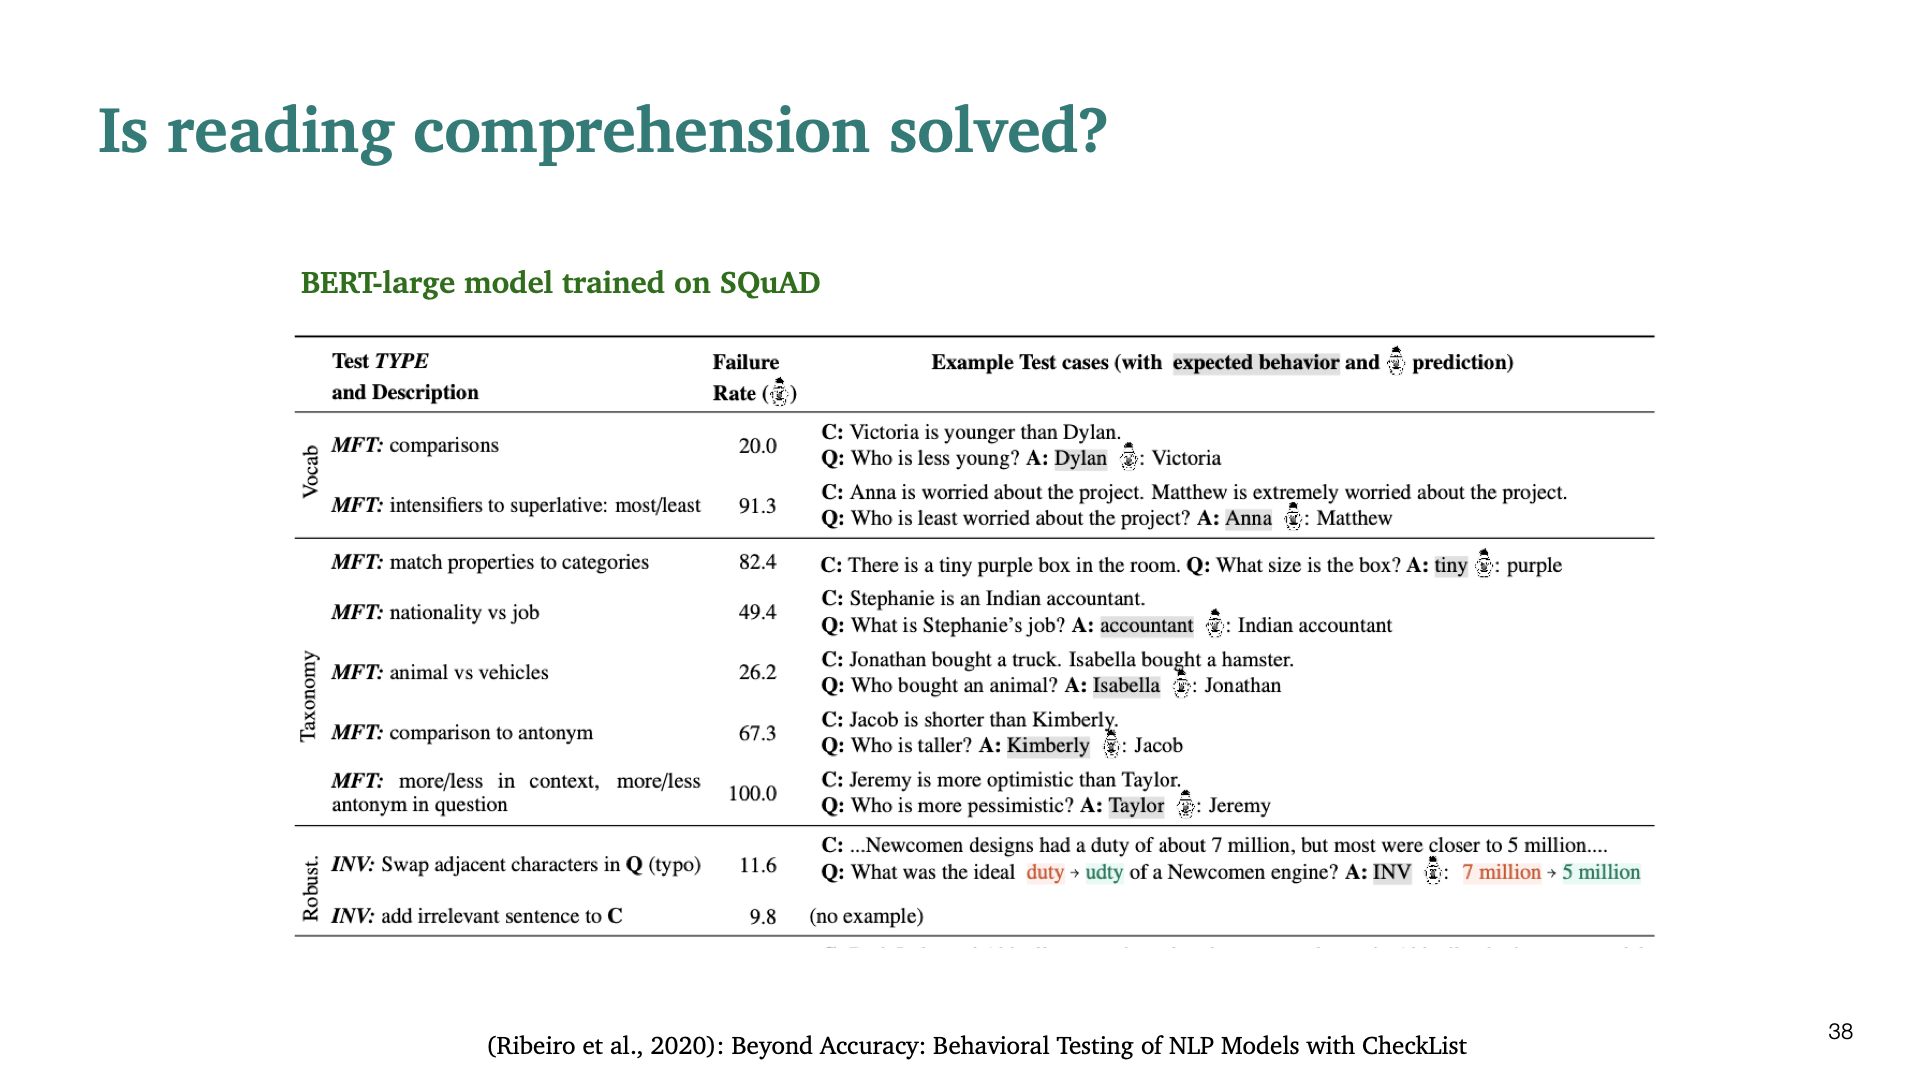 Is reading comprehension solved?
BERT-large model trained on SQuAD
Test TYPE
and Description
Failure
Rate ( )
Example Test cases (with expected behavior and prediction)
Vocab
MFT: comparisons
20.0
C: Victoria is younger than Dylan.
Q: Who is less young? A: Dylan : Victoria
MFT: intensifiers to superlative: most/least
91.3
C: Anna is worried about the project. Matthew is extremely worried about the project.
Q: Who is least worried about the project? A: Anna : Matthew
Taxonomy
MFT: match properties to categories
82.4
C: There is a tiny purple box in the room. Q: What size is the box? A: tiny : purple
MFT: nationality vs job
49.4
C: Stephanie is an Indian accountant.
Q: What is Stephanie's job? A: accountant : Indian accountant
MFT: animal vs vehicles
26.2
C: Jonathan bought a truck. Isabella bought a hamster.
Q: Who bought an animal? A: Isabella : Jonathan
MFT: comparison to antonym
67.3
C: Jacob is shorter than Kimberly.
Q: Who is taller? A: Kimberly : Jacob
MFT: more/less in context, more/less
antonym in question
100.0
C: Jeremy is more optimistic than Taylor.
Q: Who is more pessimistic? A: Taylor : Jeremy
Robust.
INV: Swap adjacent characters in Q (typo)
11.6
C: ...Newcomen designs had a duty of about 7 million, but most were closer to 5 million....
Q: What was the ideal duty → udty of a Newcomen engine? A: INV : 7 million → 5 million
INV: add irrelevant sentence to C
9.8
(no example)
(Ribeiro et al., 2020): Beyond Accuracy: Behavioral Testing of NLP Models with CheckList
38